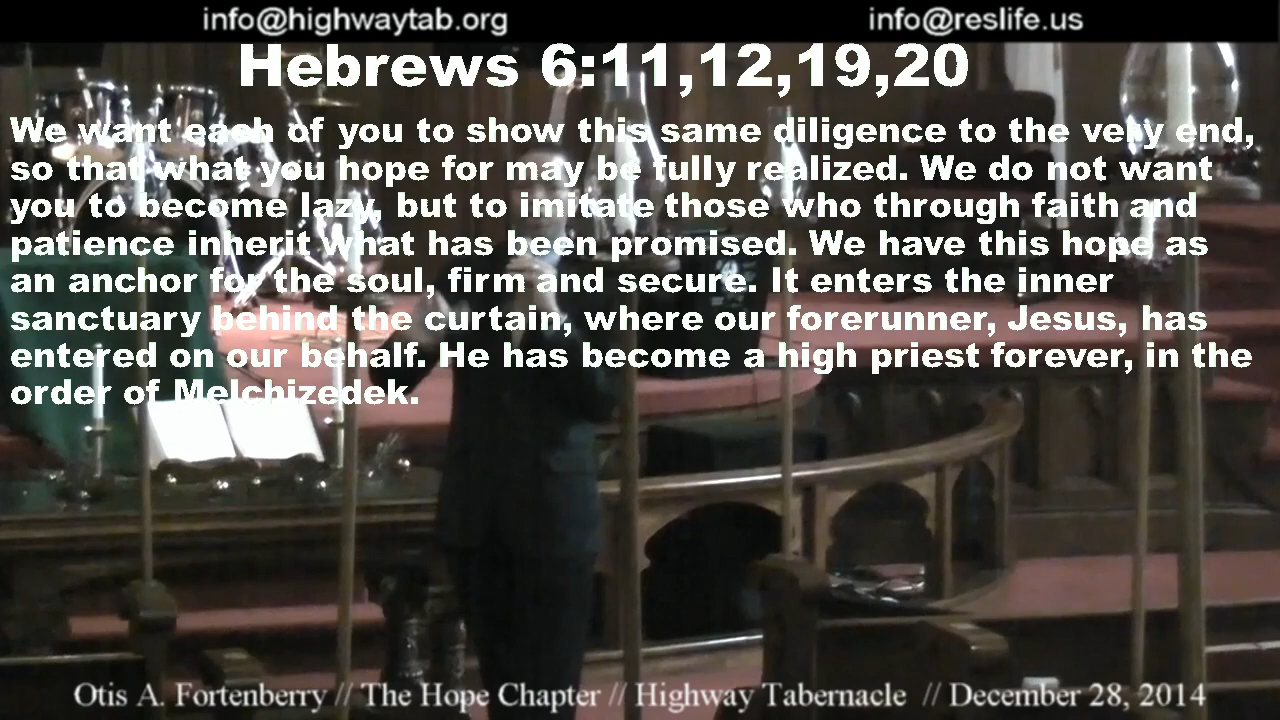 info@highwaytab.org info@reslife.us
Hebrews 6:11,12,19,20
We want each of you to show this same diligence to the very end,
so that what you hope for may be fully realized. We do not want
you to become lazy, but to imitate those who through faith and
patience inherit what has been promised. We have this hope as
an anchor for the soul, firm and secure. It enters the inner
sanctuary behind the curtain, where our forerunner, Jesus, has
entered on our behalf. He has become a high priest forever, in the
order of Melchizedek.
Otis A. Fortenberry // The Hope Chapter // Highway Tabernacle // December 28, 2014